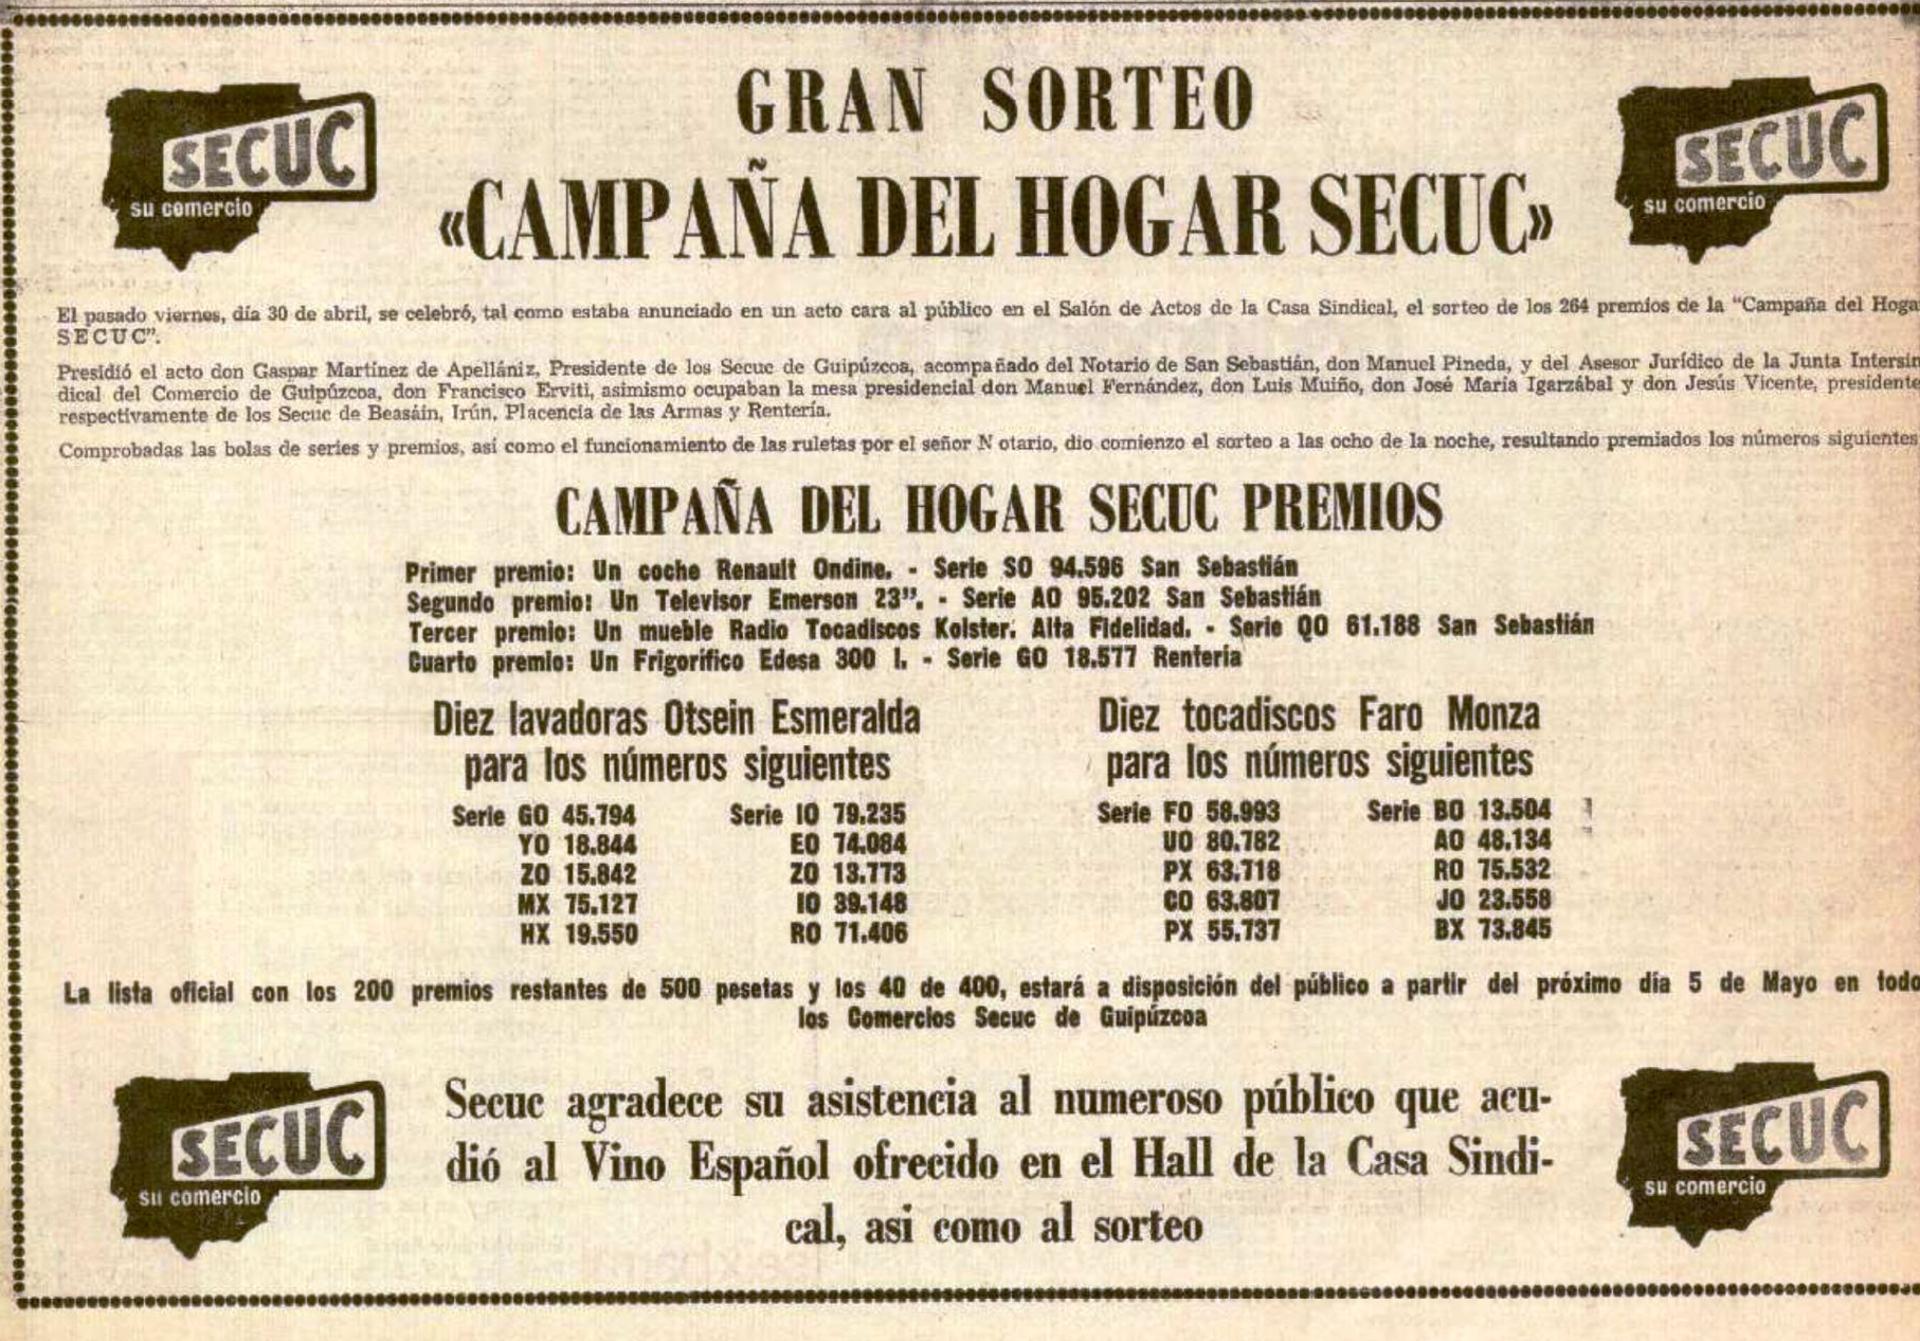 SECUC
su comercio
GRAN SORTEO
«CAMPAÑA DEL HOGAR SECUC»
SECUC
su comercio
El pasado viernes, día 30 de abril, se celebró, tal como estaba anunciado en un acto cara al público en el Salón de Actos de la Casa Sindical, el sorteo de los 264 premios de la "Campaña del Hoga
SECUC".
Presidió el acto don Gaspar Martínez de Apellániz, Presidente de los Secuc de Guipúzcoa, acompañado del Notario de San Sebastián, don Manuel Pineda, y del Asesor Jurídico de la Junta Intersin
dical del Comercio de Guipúzcoa, don Francisco Erviti, asimismo ocupaban la mesa presidencial don Manuel Fernández, don Luis Muiño, don José María Igarzábal y don Jesús Vicente, presidente
respectivamente de los Secuc de Beasáin, Irún, Placencia de las Armas y Rentería.
Comprobadas las bolas de series y premios, así como el funcionamiento de las ruletas por el señor N otario, dio comienzo el sorteo a las ocho de la noche, resultando premiados los números siguientes
CAMPAÑA DEL HOGAR SECUC PREMIOS
Primer premio: Un coche Renault Ondine. - Serie SO 94.596 San Sebastián
Segundo premio: Un Televisor Emerson 23". - Serie AO 95.202 San Sebastián
Tercer premio: Un mueble Radio Tocadiscos Kolster. Alta Fidelidad. - Serie QO 61.188 San Sebastián
Cuarto premio: Un Frigorífico Edesa 300 l. - Serie GO 18.577 Rentería
Diez lavadoras Otsein Esmeralda
para los números siguientes
Serie GO 45.794 Serie IO 79.235
YO 18.844 EO 74.084
ZO 15.842 ZO 13.773
MX 75.127 IO 39.148
HX 19.550 RO 71.406
Diez tocadiscos Faro Monza
para los números siguientes
Serie FO 58.993 Serie BO 13.504
UO 80.782 AO 48.134
PX 63.718 RO 75.532
CO 63.807 JO 23.558
PX 55.737 BX 73.845
La lista oficial con los 200 premios restantes de 500 pesetas y los 40 de 400, estará a disposición del público a partir del próximo día 5 de Mayo en todo
los Comercios Secuc de Guipúzcoa
SECUC
su comercio
Secuc agradece su asistencia al numeroso público que acu-
dió al Vino Español ofrecido en el Hall de la Casa Sindi-
cal, asi como al sorteo
SECUC
su comercio